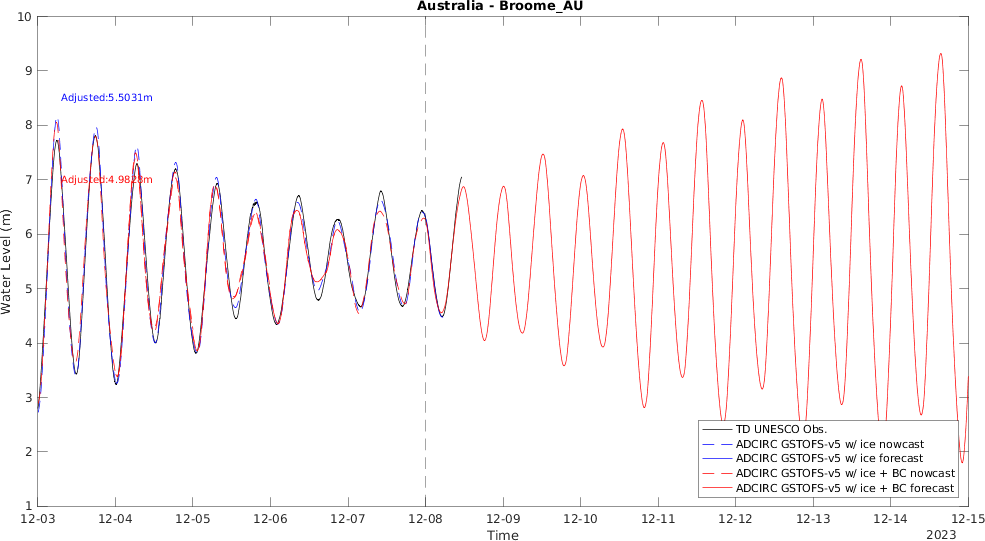 Australia - Broome_AU
Water Level (m)
10
9
8
7
6
5
4
3
2
1
Adjusted:5.5031m
Adjusted:4.9828m
TD UNESCO Obs.
ADCIRC GSTOFS-v5 w/ ice nowcast
ADCIRC GSTOFS-v5 w/ ice forecast
ADCIRC GSTOFS-v5 w/ ice + BC nowcast
ADCIRC GSTOFS-v5 w/ ice + BC forecast
12-03 12-04 12-05 12-06 12-07 12-08 12-09 12-10 12-11 12-12 12-13 12-14 12-15
Time
2023